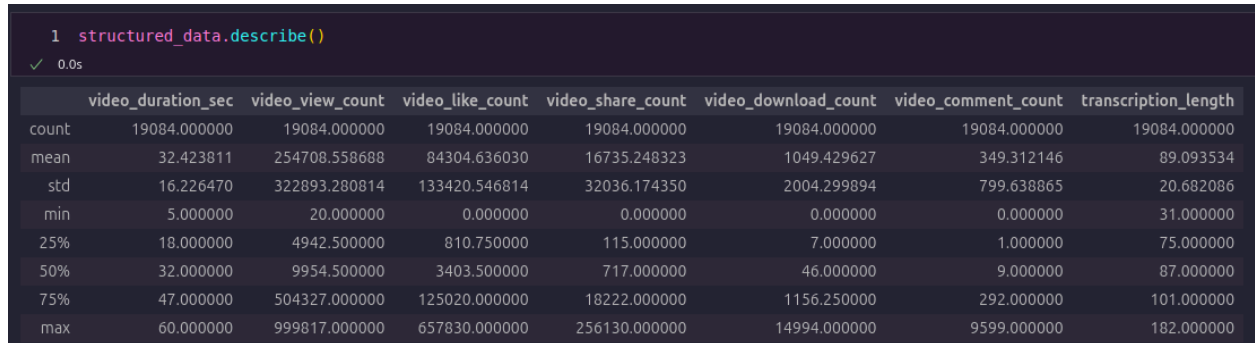 1 structured_data.describe()
✓ 0.0s
video_duration_sec video_view_count video_like_count video_share_count video_download_count video_comment_count transcription_length
count 19084.000000 19084.000000 19084.000000 19084.000000 19084.000000 19084.000000 19084.000000
mean 32.423811 254708.558688 84304.636030 16735.248323 1049.429627 349.312146 89.093534
std 16.226470 322893.280814 133420.546814 32036.174350 2004.299894 799.638865 20.682086
min 5.000000 20.000000 0.000000 0.000000 0.000000 0.000000 31.000000
25% 18.000000 4942.500000 810.750000 115.000000 7.000000 1.000000 75.000000
50% 32.000000 9954.500000 3403.500000 717.000000 46.000000 9.000000 87.000000
75% 47.000000 504327.000000 125020.000000 18222.000000 1156.250000 292.000000 101.000000
max 60.000000 999817.000000 657830.000000 256130.000000 14994.000000 9599.000000 182.000000